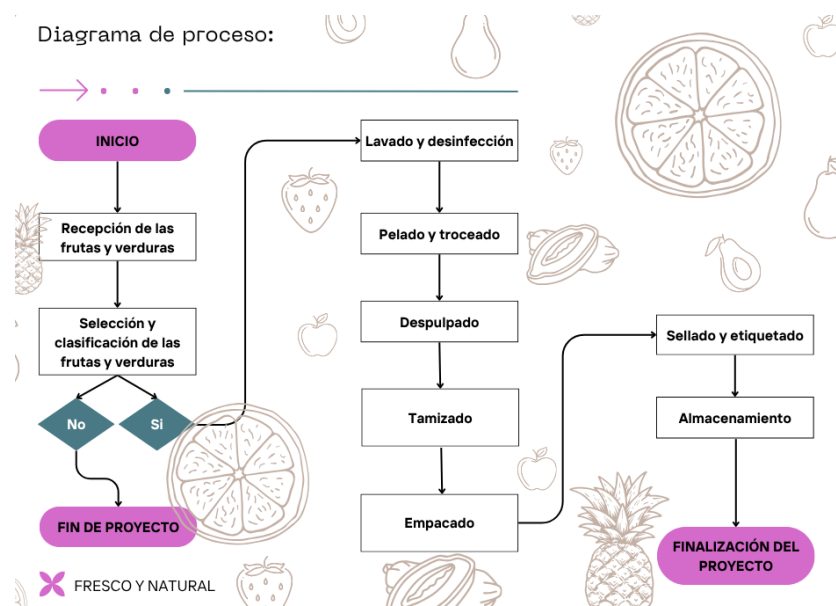 Diagrama de proceso:
INICIO
Recepción de las
frutas y verduras
Selección y
clasificación de las
frutas y verduras
No
Si
FIN DE PROYECTO
FRESCO Y NATURAL
Lavado y desinfección
Pelado y troceado
Despulpado
Tamizado
Empacado
Sellado y etiquetado
Almacenamiento
FINALIZACIÓN DEL
PROYECTO